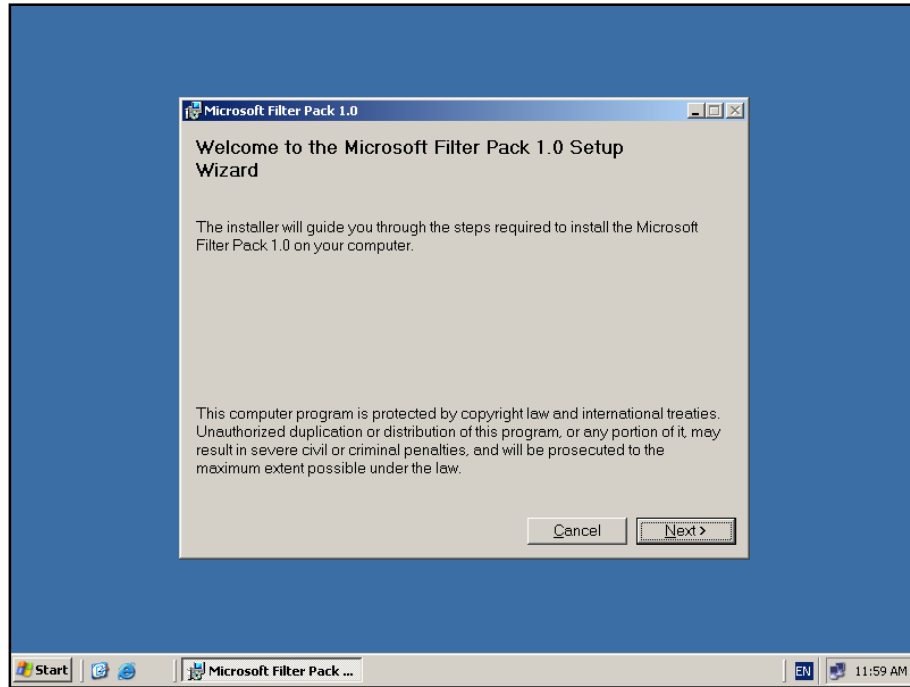 Microsoft Filter Pack 1.0
Welcome to the Microsoft Filter Pack 1.0 Setup
Wizard
The installer will guide you through the steps required to install the Microsoft
Filter Pack 1.0 on your computer.
This computer program is protected by copyright law and international treaties.
Unauthorized duplication or distribution of this program, or any portion of it, may
result in severe civil or criminal penalties, and will be prosecuted to the
maximum extent possible under the law.
Cancel
Next >
Start
Microsoft Filter Pack ...
EN
11:59 AM